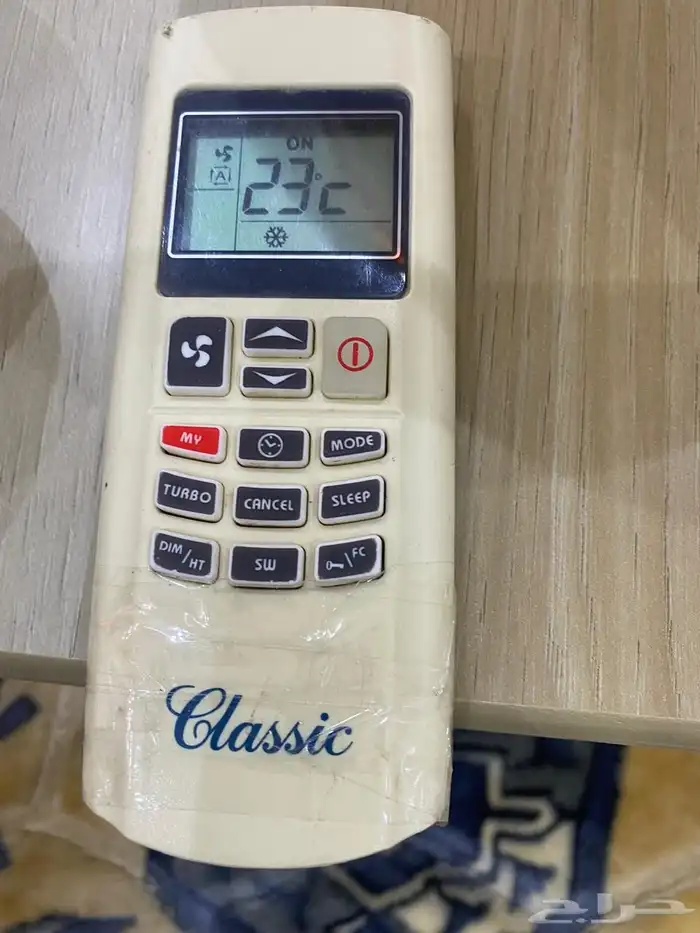 ON
A
23°c
MY
MODE
TURBO
CANCEL
SLEEP
DIM/HT
SW
/FC
Classic
حراج